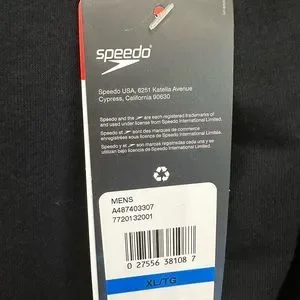 speedo
Speedo USA, 6251 Katella Avenue
Cypress, California 90630
Speedo and the are each registered trademarks of
and used under license from Speedo International Limited.
Speedo et sont des marques de commerce
enregistrées sous licence de Speedo International Limited.
Speedo y el son marcas registradas cada una y se
utilizan bajo licencia de Speedo International Limited.
MENS
A487403307
7720132001
0 27556 38108 7
XL/TG